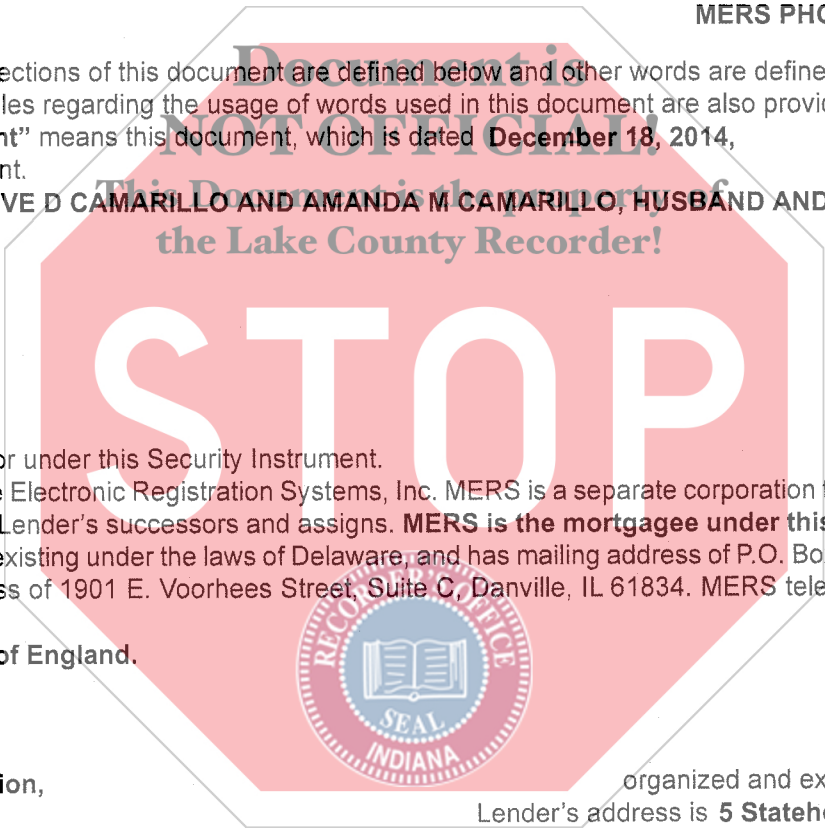 MERS PHO
Document is
ections of this document are defined below and other words are define
les regarding the usage of words used in this document are also provid
NOT OFFICIAL!
nt” means this document, which is dated December 18, 2014,
nt.
This Document is the property of
VE D CAMARILLO AND AMANDA M CAMARILLO, HUSBAND AND
the Lake County Recorder!
STOP
or under this Security Instrument.
e Electronic Registration Systems, Inc. MERS is a separate corporation t
Lender's successors and assigns. MERS is the mortgagee under this
existing under the laws of Delaware, and has mailing address of P.O. Bo
ss of 1901 E. Voorhees Street, Suite C, Danville, IL 61834. MERS tele
RECORDER'S OFFICE
of England.
SEAL
INDIANA
ion,
organized and ex
Lender's address is 5 Stateho